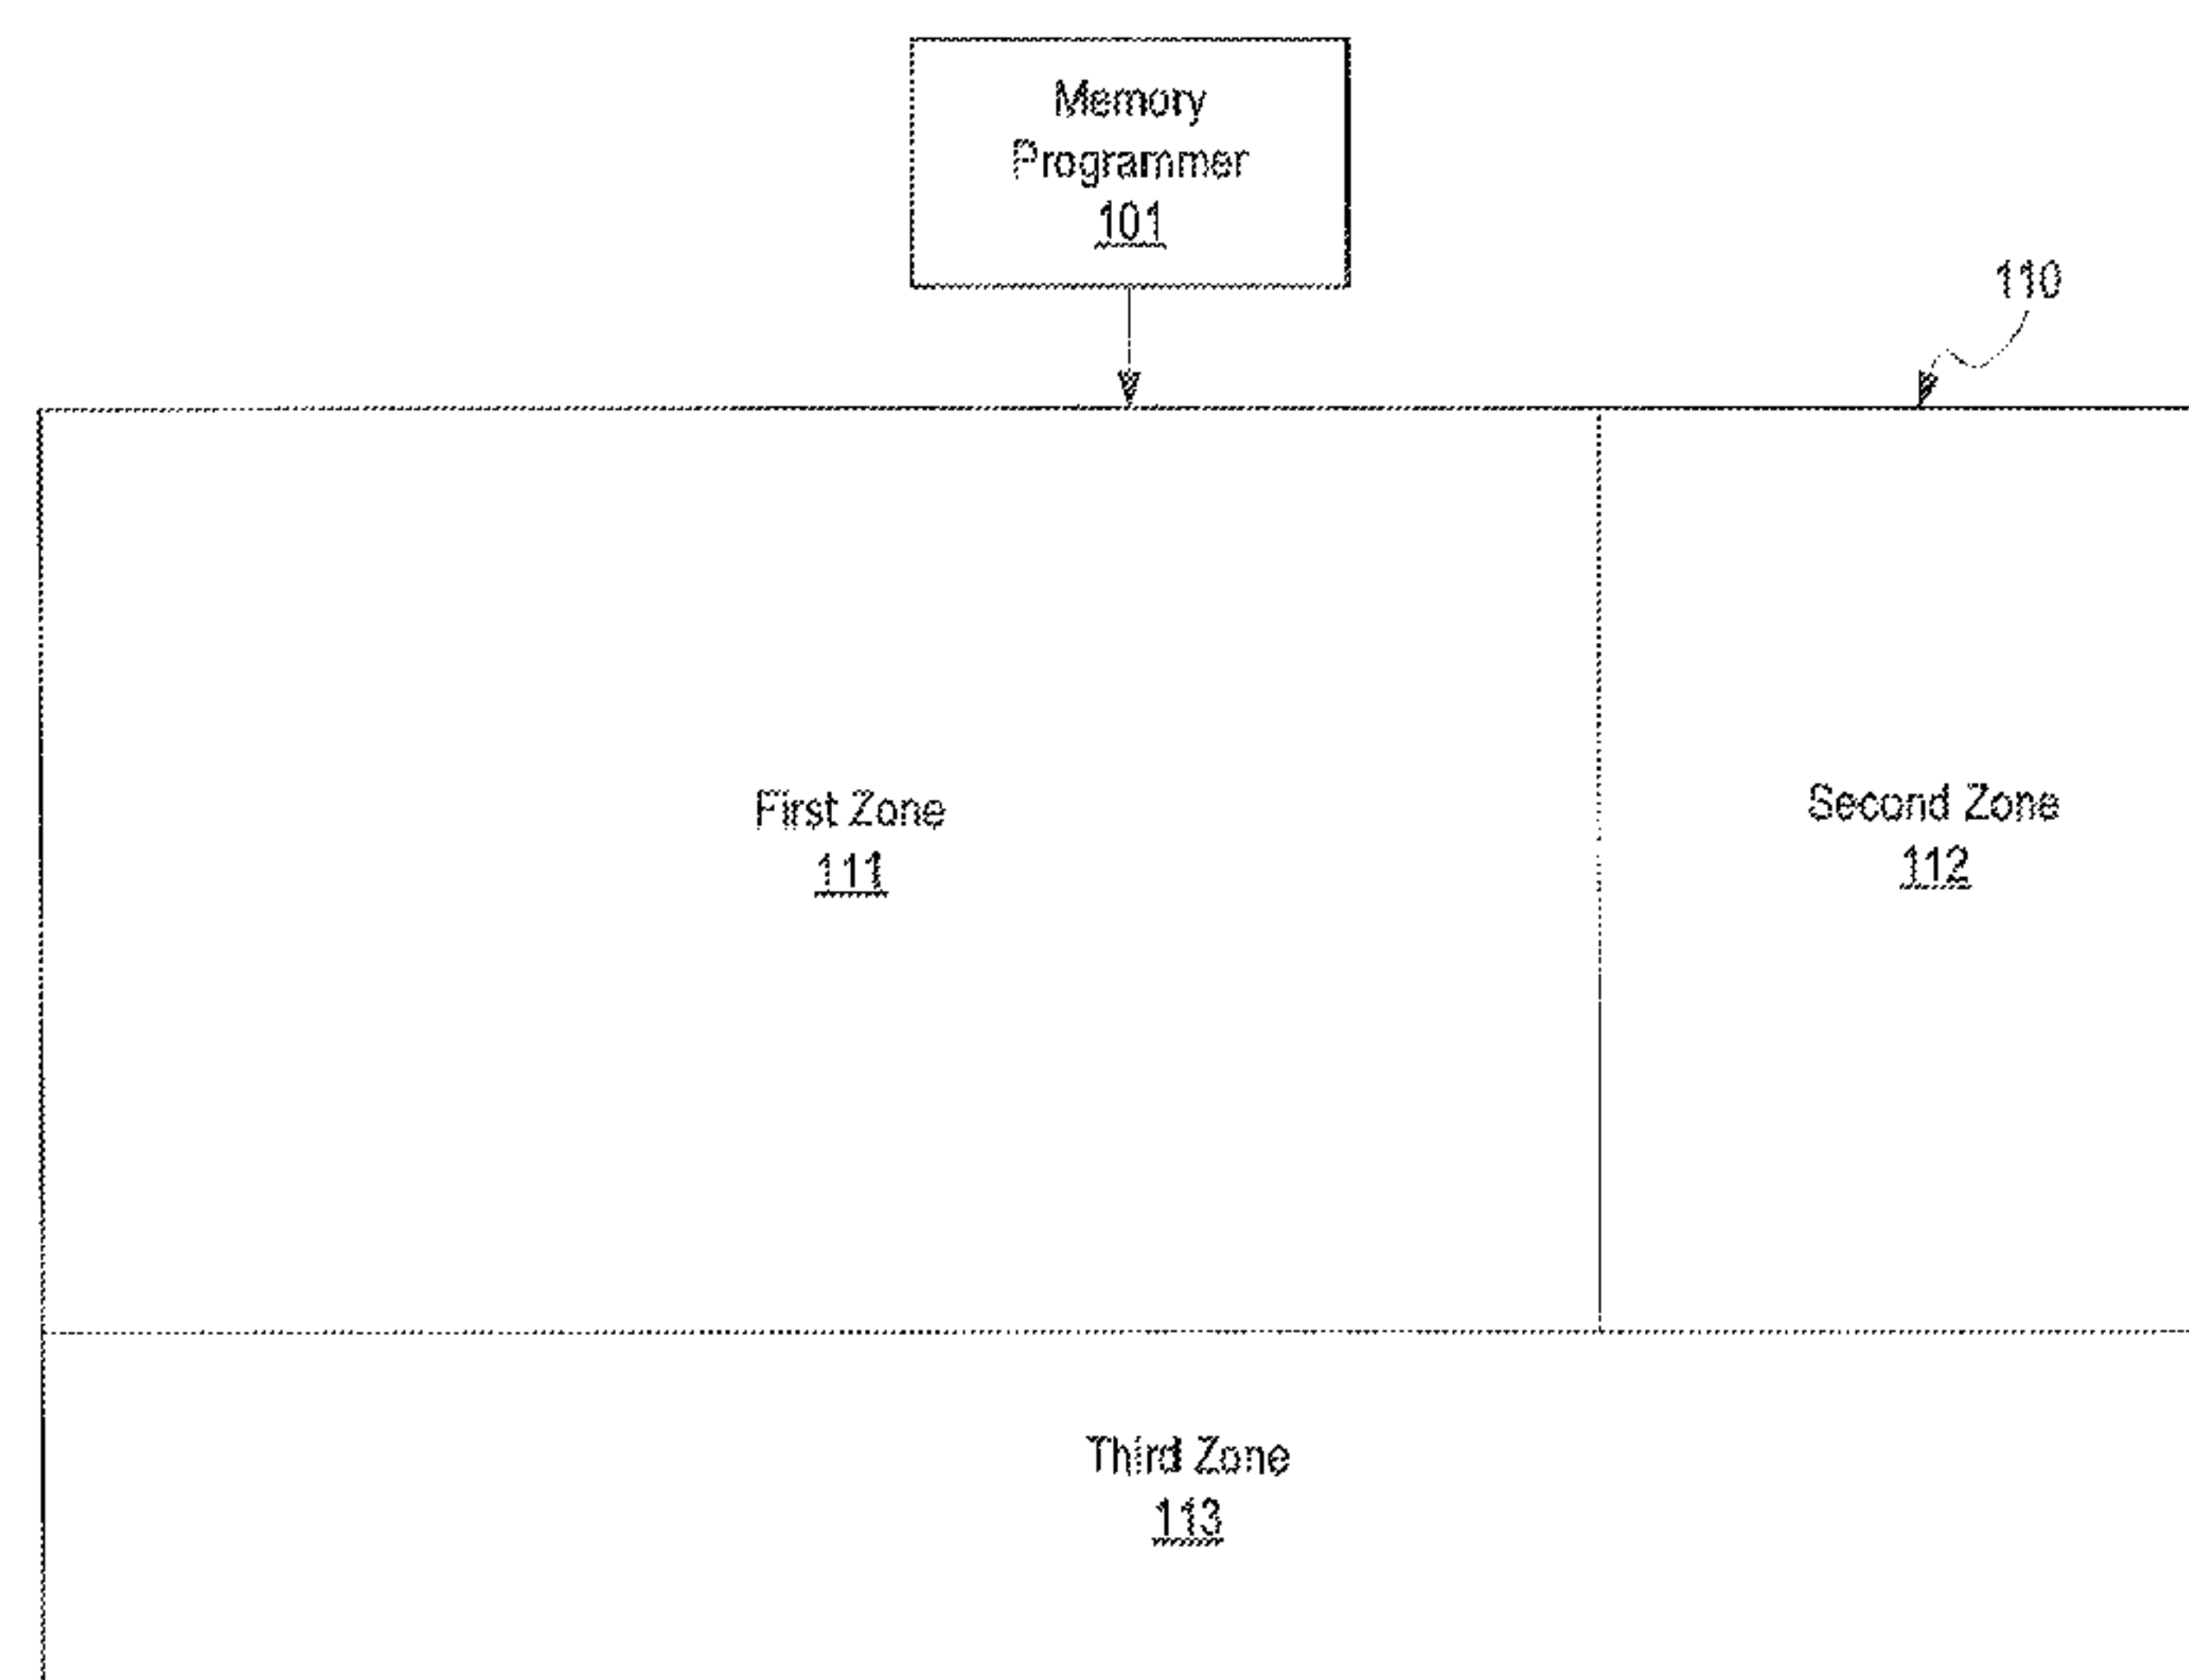 Memory
Programmer
101
110
First Zone
111
Second Zone
112
Third Zone
113